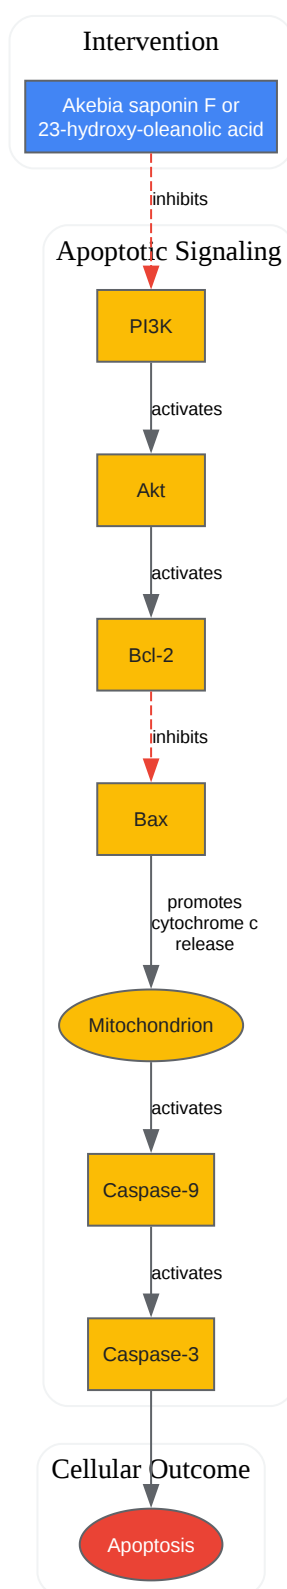 Intervention
Akebia saponin F or
23-hydroxy-oleanolic acid
inhibits
Apoptotic Signaling
PI3K
activates
Akt
activates
Bcl-2
inhibits
Bax
promotes
cytochrome c
release
Mitochondrion
activates
Caspase-9
activates
Caspase-3
Cellular Outcome
Apoptosis